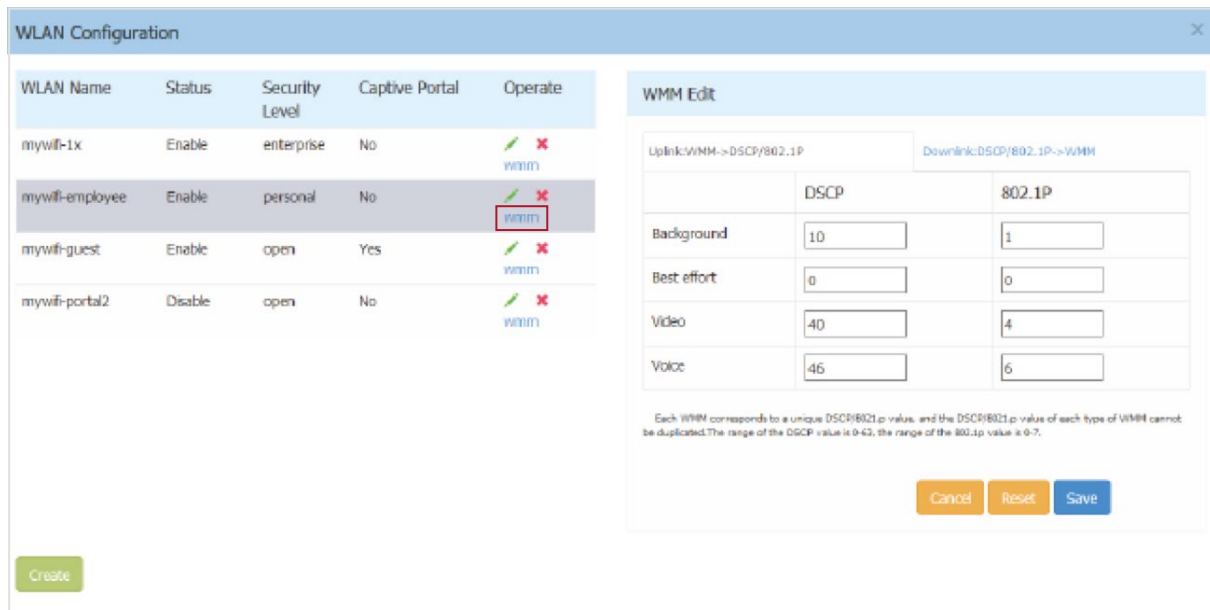 WLAN Configuration
WLAN Name Status Security Level Captive Portal Operate
mywifi-1x Enable enterprise No
wmm
mywifi-employee Enable personal No
wmm
mywifi-guest Enable open Yes
wmm
mywifi-portal2 Disable open No
wmm
Create
WMM Edit
Uplink:WMM->DSCP/802.1P Downlink:DSCP/802.1P->WMM
DSCP 802.1P
Background 10 1
Best effort 0 0
Video 40 4
Voice 46 6
Each WMM corresponds to a unique DSCP/8021.p value, and the DSCP/8021.p value of each type of WMM cannot
be duplicated.The range of the DSCP value is 0-63, the range of the 802.1p value is 0-7.
Cancel Reset Save